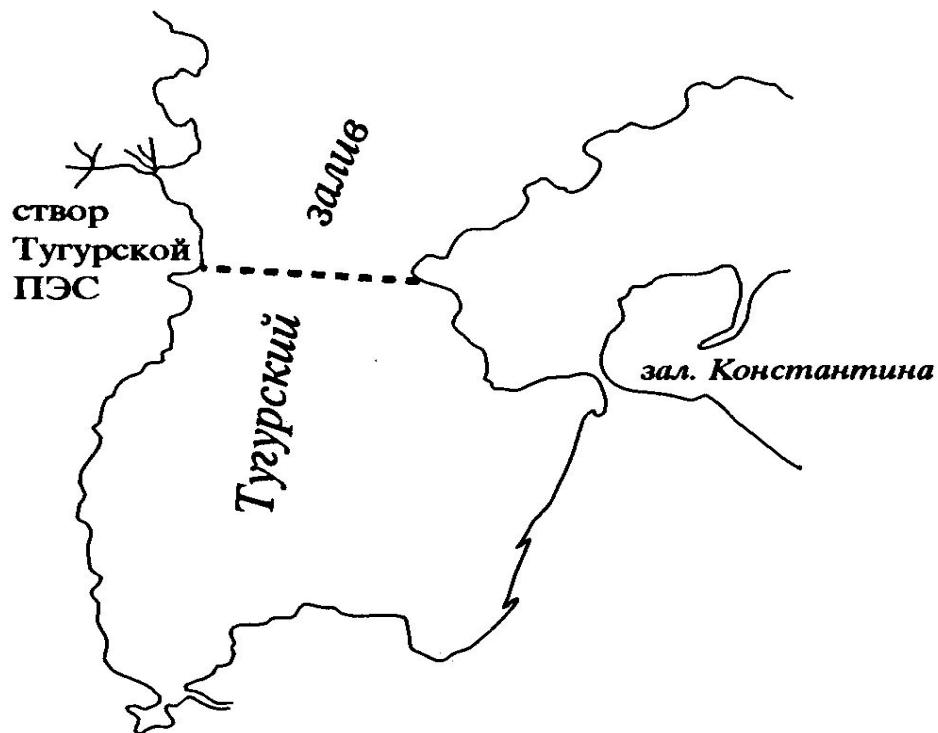 залив
створ
Тугурской
ПЭС
Тугурский
зал. Константина